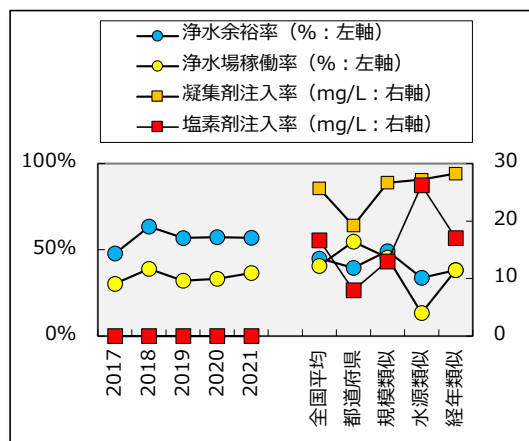 浄水余裕率（%：左軸）
浄水場稼働率（%：左軸）
凝集剤注入率（mg/L：右軸）
塩素剤注入率（mg/L：右軸）
100%
50%
0%
30
20
10
0
2017
2018
2019
2020
2021
全国平均
都道府県
規模類似
水源類似
経年類似